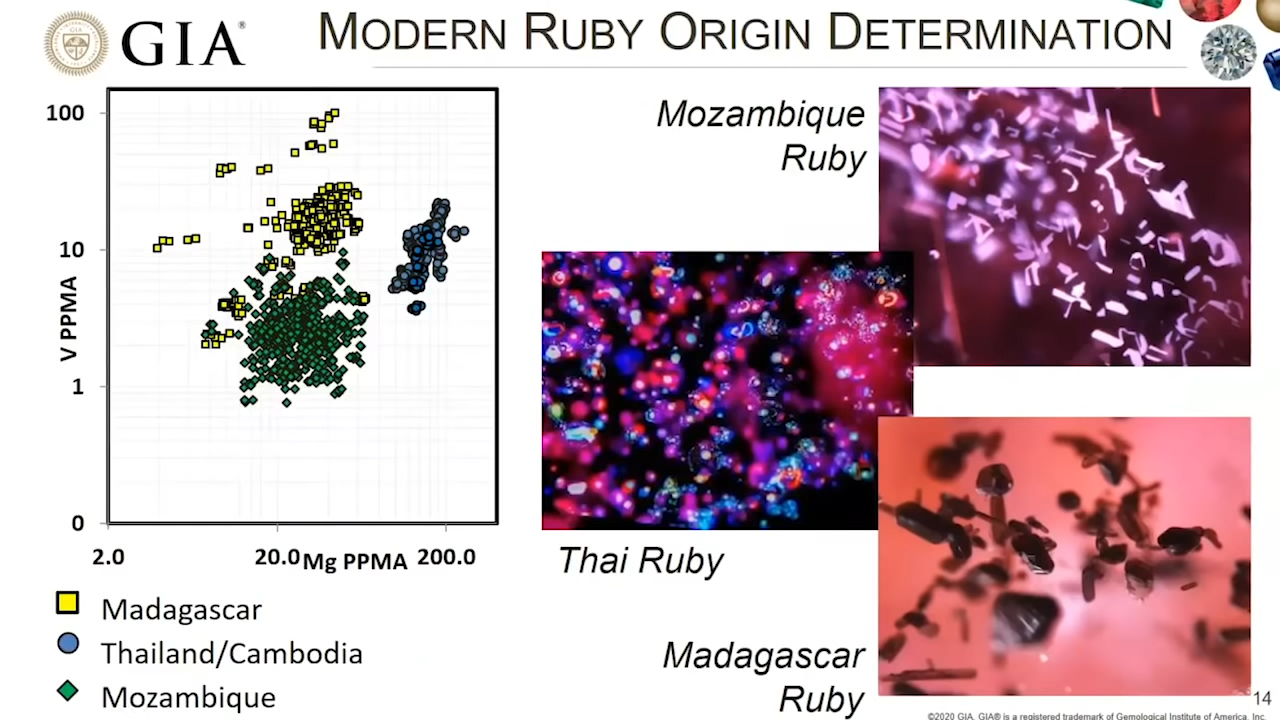 GIA®
MODERN RUBY ORIGIN DETERMINATION
100
10
1
0
V PPMA
2.0
20.0
Mg PPMA
200.0
Madagascar
Thailand/Cambodia
Mozambique
Mozambique
Ruby
Thai Ruby
Madagascar
Ruby
14
©2020 GIA. GIA® is a registered trademark of Gemological Institute of America, Inc.